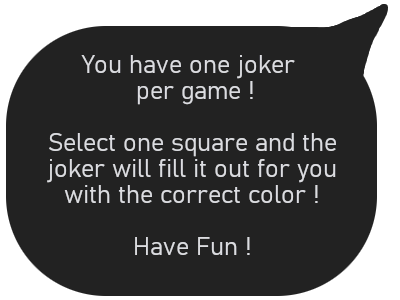 You have one joker
per game !
Select one square and the
joker will fill it out for you
with the correct color !
Have Fun !